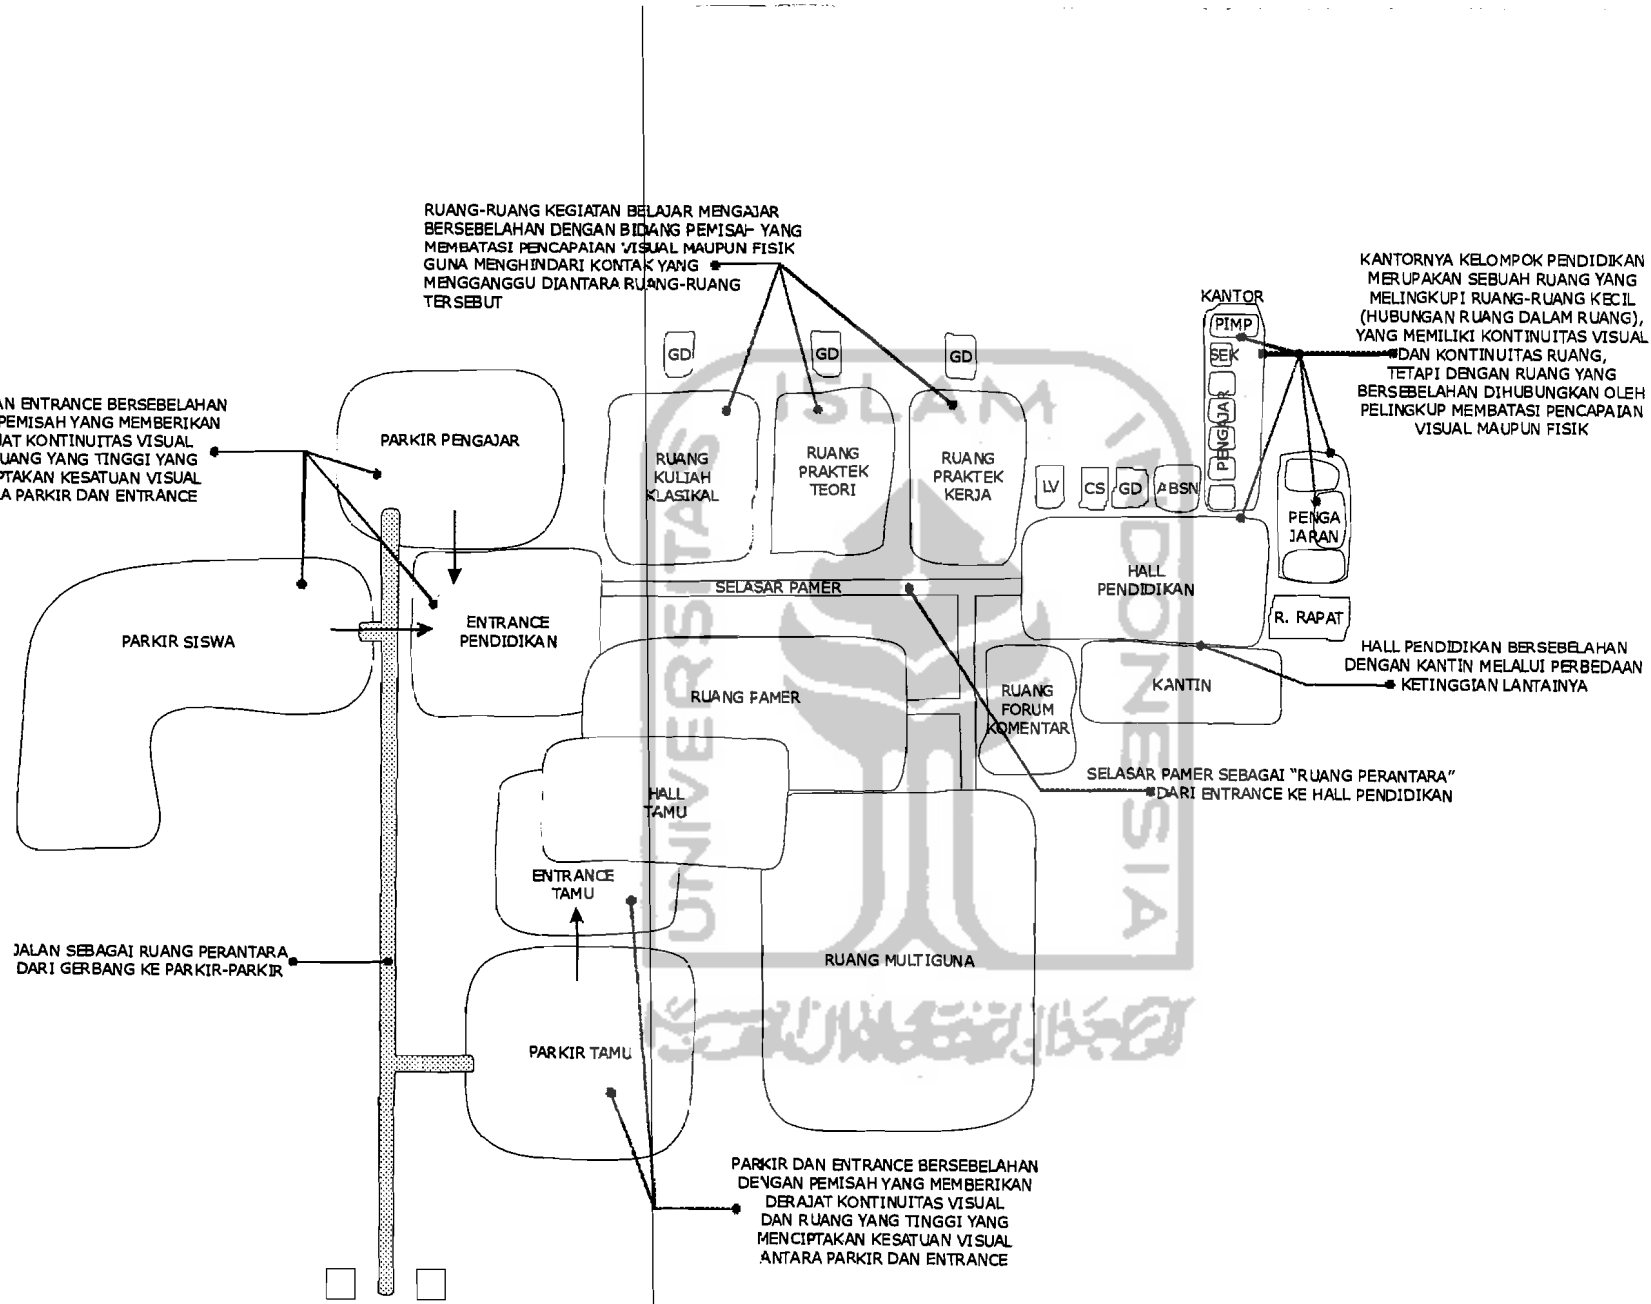 RUANG-RUANG KEGIATAN BELAJAR MENGAJAR
BERSEBELAHAN DENGAN BIDANG PEMISAH YANG
MEMBATASI PENCAPAIAN VISUAL MAUPUN FISIK
GUNA MENGHINDARI KONTAK YANG
MENGGANGGU DIANTARA RUANG-RUANG
TERSEBUT
KANTORNYA KELOMPOK PENDIDIKAN
MERUPAKAN SEBUAH RUANG YANG
MELINGKUPI RUANG-RUANG KECIL
(HUBUNGAN RUANG DALAM RUANG),
YANG MEMILIKI KONTINUITAS VISUAL
DAN KONTINUITAS RUANG,
TETAPI DENGAN RUANG YANG
BERSEBELAHAN DIHUBUNGKAN OLEH
PELINGKUP MEMBATASI PENCAPAIAN
VISUAL MAUPUN FISIK
KANTOR
PIMP
SEK
PENGAJAR
GD
GD
GD
AN ENTRANCE BERSEBELAHAN
PEMISAH YANG MEMBERIKAN
JAT KONTINUITAS VISUAL
UANG YANG TINGGI YANG
PTAKAN KESATUAN VISUAL
A PARKIR DAN ENTRANCE
PARKIR PENGAJAR
RUANG
KULIAH
KLASIKAL
RUANG
PRAKTEK
TEORI
RUANG
PRAKTEK
KERJA
LV
CS
GD
ABSN
PENGA
JARAN
HALL
PENDIDIKAN
R. RAPAT
SELASAR PAMER
PARKIR SISWA
ENTRANCE
PENDIDIKAN
HALL PENDIDIKAN BERSEBELAHAN
DENGAN KANTIN MELALUI PERBEDAAN
KETINGGIAN LANTAINYA
RUANG PAMER
RUANG
FORUM
KOMENTAR
KANTIN
SELASAR PAMER SEBAGAI "RUANG PERANTARA"
DARI ENTRANCE KE HALL PENDIDIKAN
HALL
TAMU
ENTRANCE
TAMU
JALAN SEBAGAI RUANG PERANTARA
DARI GERBANG KE PARKIR-PARKIR
RUANG MULTIGUNA
PARKIR TAMU
PARKIR DAN ENTRANCE BERSEBELAHAN
DENGAN PEMISAH YANG MEMBERIKAN
DERAJAT KONTINUITAS VISUAL
DAN RUANG YANG TINGGI YANG
MENCIPTAKAN KESATUAN VISUAL
ANTARA PARKIR DAN ENTRANCE
UNIVERSITAS
ISLAM
INDONESIA